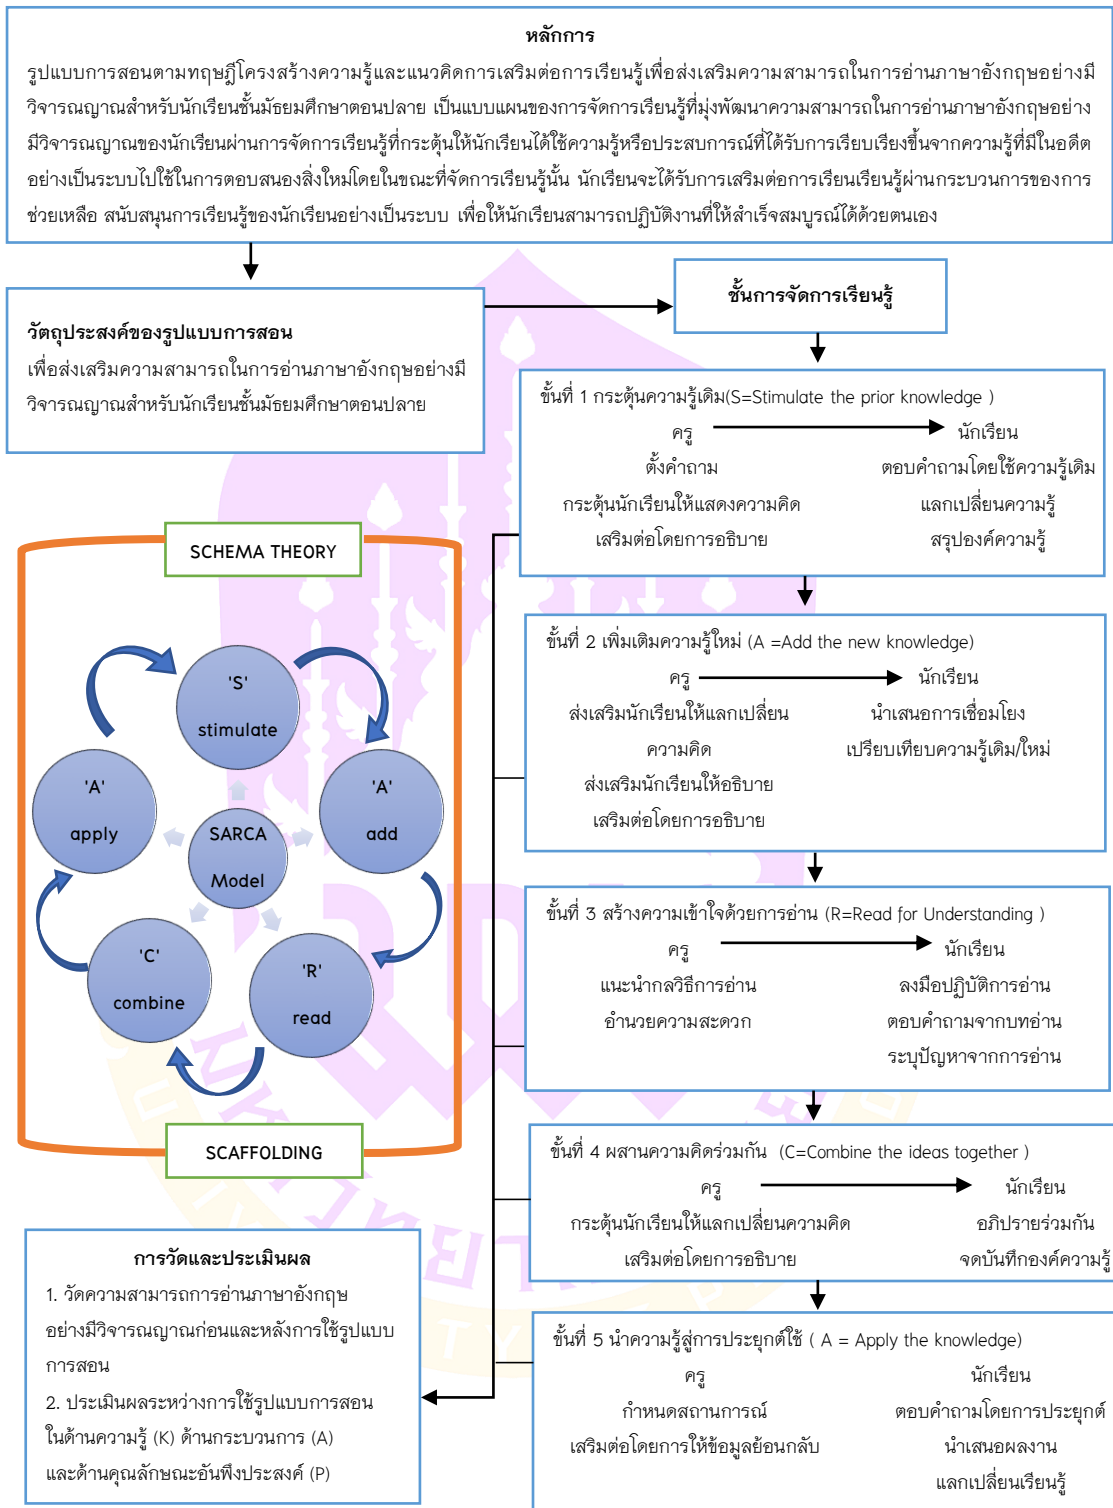 หลักการ
รูปแบบการสอนตามทฤษฎีโครงสร้างความรู้และแนวคิดการเสริมต่อการเรียนรู้เพื่อส่งเสริมความสามารถในการอ่านภาษาอังกฤษอย่างมี
วิจารณญาณสำหรับนักเรียนชั้นมัธยมศึกษาตอนปลาย เป็นแบบแผนของการจัดการเรียนรู้ที่มุ่งพัฒนาความสามารถในการอ่านภาษาอังกฤษอย่าง
มีวิจารณญาณของนักเรียนผ่านการจัดการเรียนรู้ที่กระตุ้นให้นักเรียนได้ใช้ความรู้หรือประสบการณ์ที่ได้รับการเรียบเรียงขึ้นจากความรู้ที่มีในอดีต
อย่างเป็นระบบไปใช้ในการตอบสนองสิ่งใหม่โดยในขณะที่จัดการเรียนรู้นั้น นักเรียนจะได้รับการเสริมต่อการเรียนเรียนรู้ผ่านกระบวนการของการ
ช่วยเหลือ สนับสนุนการเรียนรู้ของนักเรียนอย่างเป็นระบบ เพื่อให้นักเรียนสามารถปฏิบัติงานที่ให้สำเร็จสมบูรณ์ได้ด้วยตนเอง
วัตถุประสงค์ของรูปแบบการสอน
เพื่อส่งเสริมความสามารถในการอ่านภาษาอังกฤษอย่างมี
วิจารณญาณสำหรับนักเรียนชั้นมัธยมศึกษาตอนปลาย
ชั้นการจัดการเรียนรู้
ขั้นที่ 1 กระตุ้นความรู้เดิม(S=Stimulate the prior knowledge )
ครู นักเรียน
ตั้งคำถาม ตอบคำถามโดยใช้ความรู้เดิม
กระตุ้นนักเรียนให้แสดงความคิด แลกเปลี่ยนความรู้
เสริมต่อโดยการอธิบาย สรุปองค์ความรู้
ขั้นที่ 2 เพิ่มเติมความรู้ใหม่ (A =Add the new knowledge)
ครู นักเรียน
ส่งเสริมนักเรียนให้แลกเปลี่ยน นำเสนอการเชื่อมโยง
ความคิด เปรียบเทียบความรู้เดิม/ใหม่
ส่งเสริมนักเรียนให้อธิบาย
เสริมต่อโดยการอธิบาย
ขั้นที่ 3 สร้างความเข้าใจด้วยการอ่าน (R=Read for Understanding )
ครู นักเรียน
แนะนำกลวิธีการอ่าน ลงมือปฏิบัติการอ่าน
อำนวยความสะดวก ตอบคำถามจากบทอ่าน
ระบุปัญหาจากการอ่าน
ขั้นที่ 4 ผสานความคิดร่วมกัน (C=Combine the ideas together )
ครู นักเรียน
กระตุ้นนักเรียนให้แลกเปลี่ยนความคิด อภิปรายร่วมกัน
เสริมต่อโดยการอธิบาย จดบันทึกองค์ความรู้
ขั้นที่ 5 นำความรู้สู่การประยุกต์ใช้ ( A = Apply the knowledge)
ครู นักเรียน
กำหนดสถานการณ์ ตอบคำถามโดยการประยุกต์
เสริมต่อโดยการให้ข้อมูลย้อนกลับ นำเสนอผลงาน
แลกเปลี่ยนเรียนรู้
SCHEMA THEORY
'S'
stimulate
'A'
add
'R'
read
'C'
combine
'A'
apply
SARCA
Model
SCAFFOLDING
การวัดและประเมินผล
1. วัดความสามารถการอ่านภาษาอังกฤษ
อย่างมีวิจารณญาณก่อนและหลังการใช้รูปแบบ
การสอน
2. ประเมินผลระหว่างการใช้รูปแบบการสอน
ในด้านความรู้ (K) ด้านกระบวนการ (A)
และด้านคุณลักษณะอันพึงประสงค์ (P)